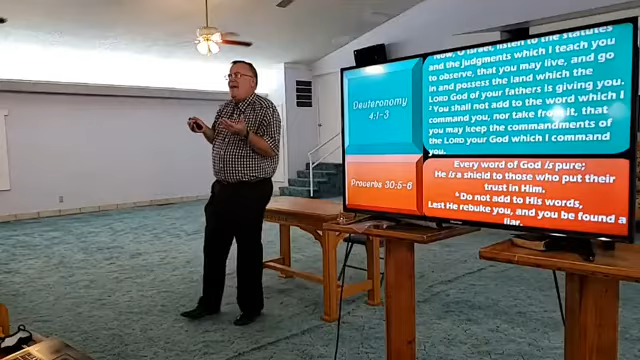 Deuteronomy
4:1-3
Now, O Israel, listen to the statutes
and the judgments which I teach you
to observe, that you may live, and go
in and possess the land which the
LORD God of your fathers is giving you.
2 You shall not add to the word which I
command you, nor take from it, that
you may keep the commandments of
the LORD your God which I command
you.
Proverbs 30:5-6
Every word of God is pure;
He is a shield to those who put their
trust in Him.
6 Do not add to His words,
Lest He rebuke you, and you be found a
liar.